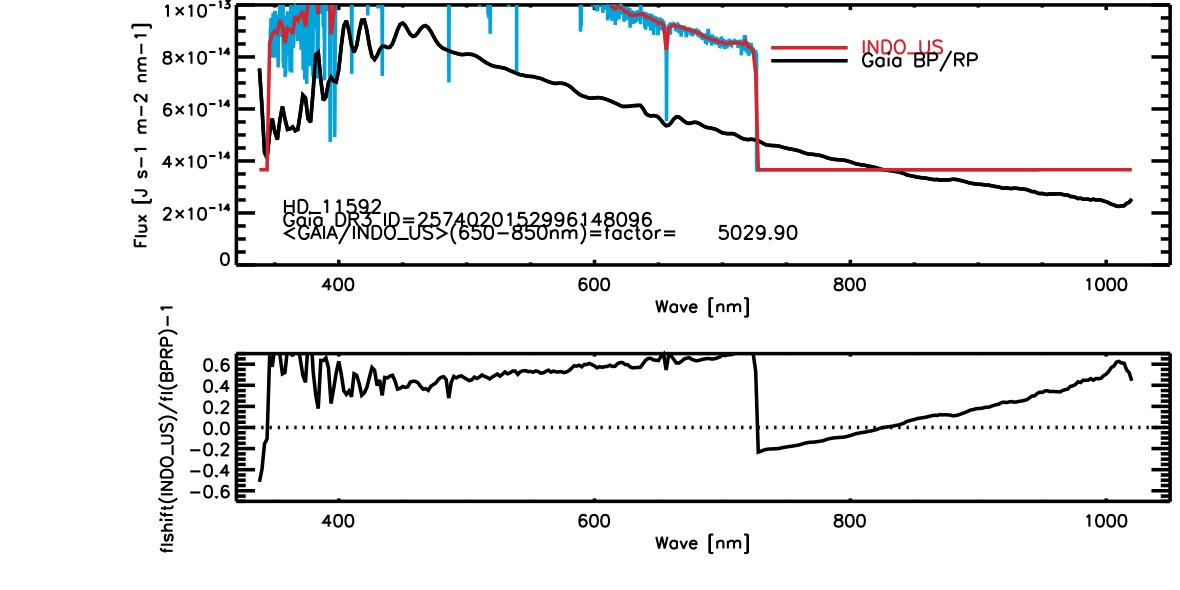 1×10−13
8×10−14
6×10−14
4×10−14
2×10−14
0
Flux [J s−1 m−2 nm−1]
INDO_US
Gaia BP/RP
HD_11592
Gaia DR3 ID=2574020152996148096
<GAIA/INDO_US>(650−850nm)=factor= 5029.90
400 600 800 1000
Wave [nm]
flshift(INDO_US)/fl(BPRP)−1
0.6
0.4
0.2
0.0
−0.2
−0.4
−0.6
400 600 800 1000
Wave [nm]